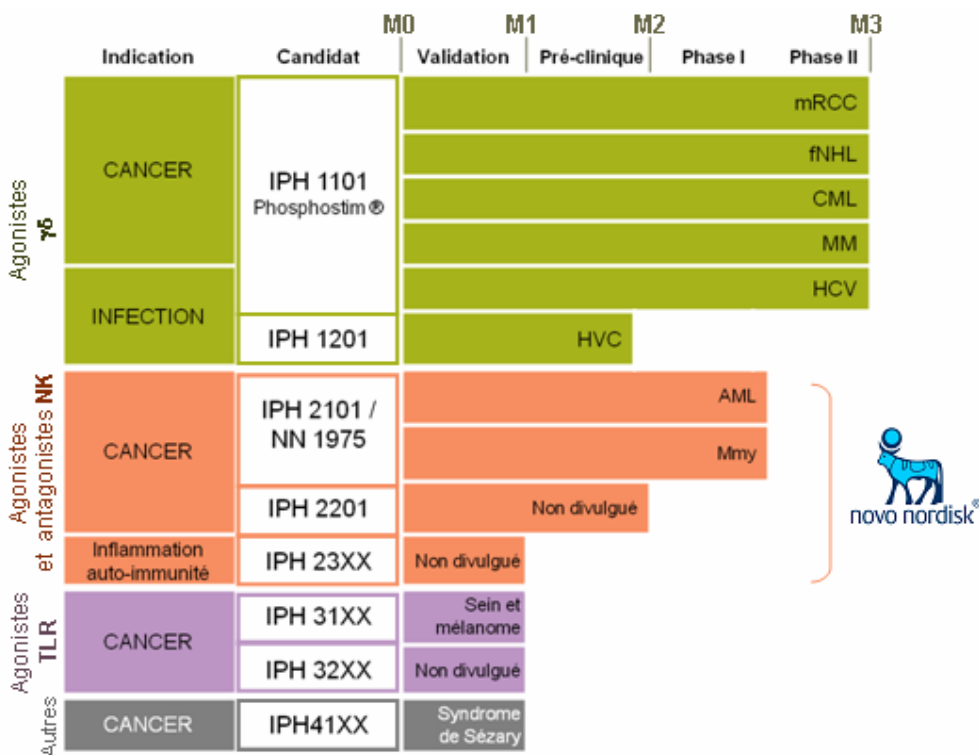 M0 M1 M2 M3
Indication Candidat Validation Pré-clinique Phase I Phase II
Agonistes
γδ
CANCER
IPH 1101
Phosphostim ®
mRCC
fNHL
CML
MM
INFECTION
HCV
IPH 1201
HVC
Agonistes
et antagonistes NK
CANCER
IPH 2101 /
NN 1975
AML
Mmy
IPH 2201
Non divulgué
Inflammation
auto-immunité
IPH 23XX
Non divulgué
novo nordisk®
Agonistes
TLR
CANCER
IPH 31XX
Sein et
mélanome
IPH 32XX
Non divulgué
Autres
CANCER
IPH41XX
Syndrome
de Sézary